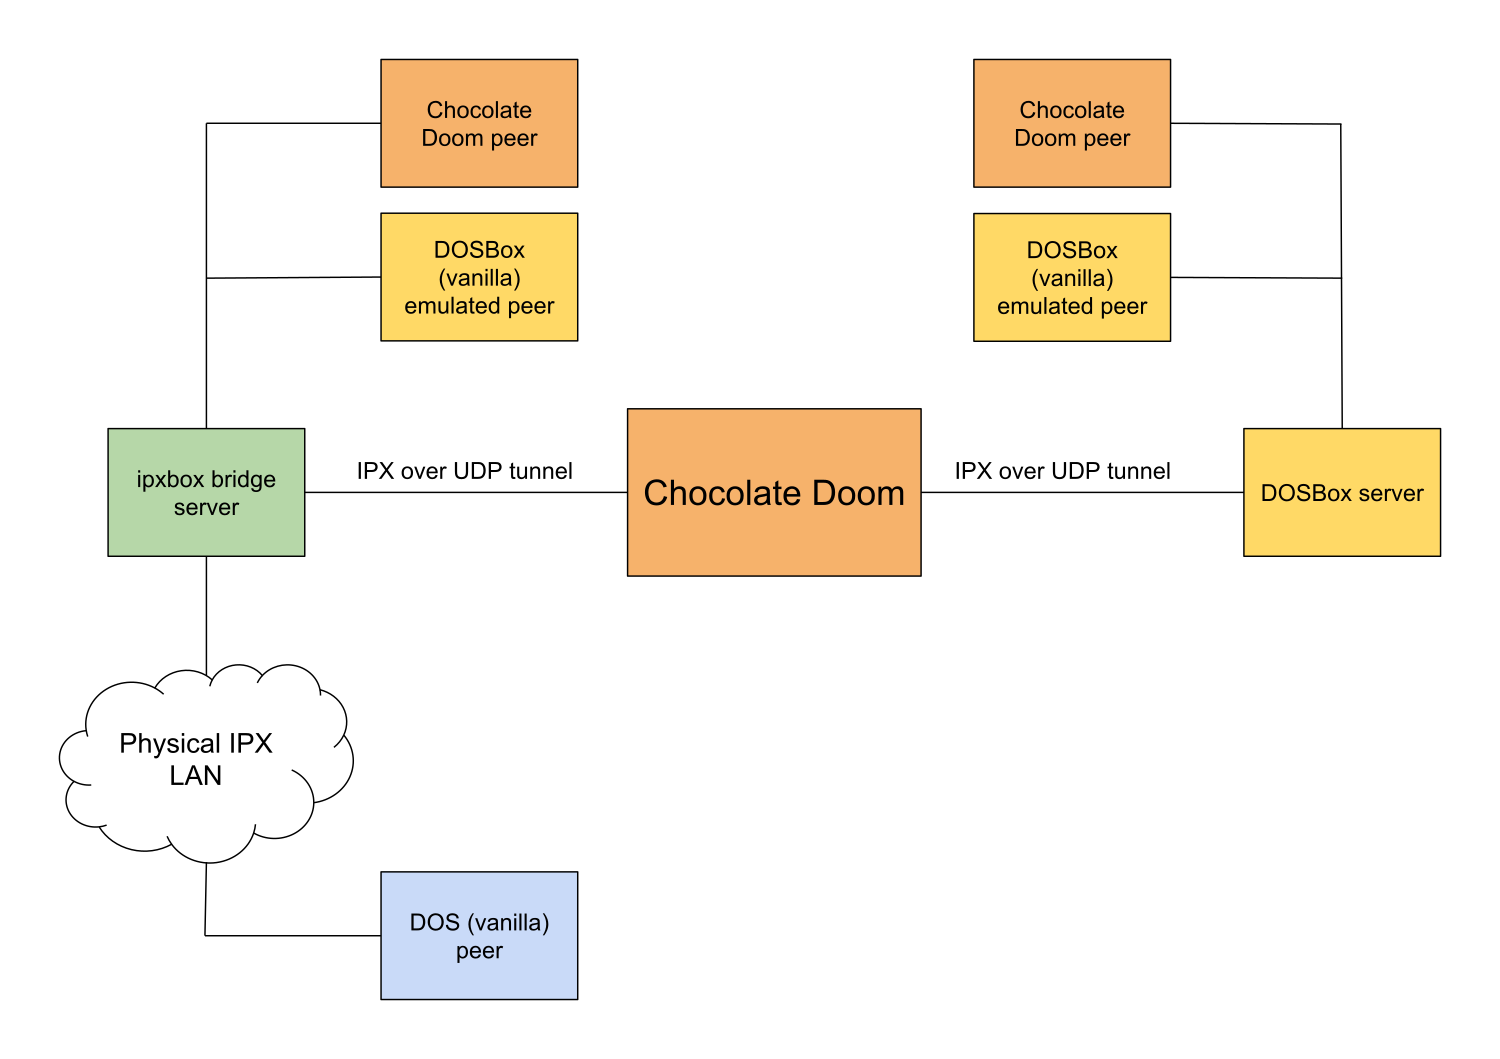 Chocolate
Doom peer
Chocolate
Doom peer
DOSBox
(vanilla)
emulated peer
DOSBox
(vanilla)
emulated peer
ipxbox bridge
server
IPX over UDP tunnel
Chocolate Doom
IPX over UDP tunnel
DOSBox server
Physical IPX
LAN
DOS (vanilla)
peer